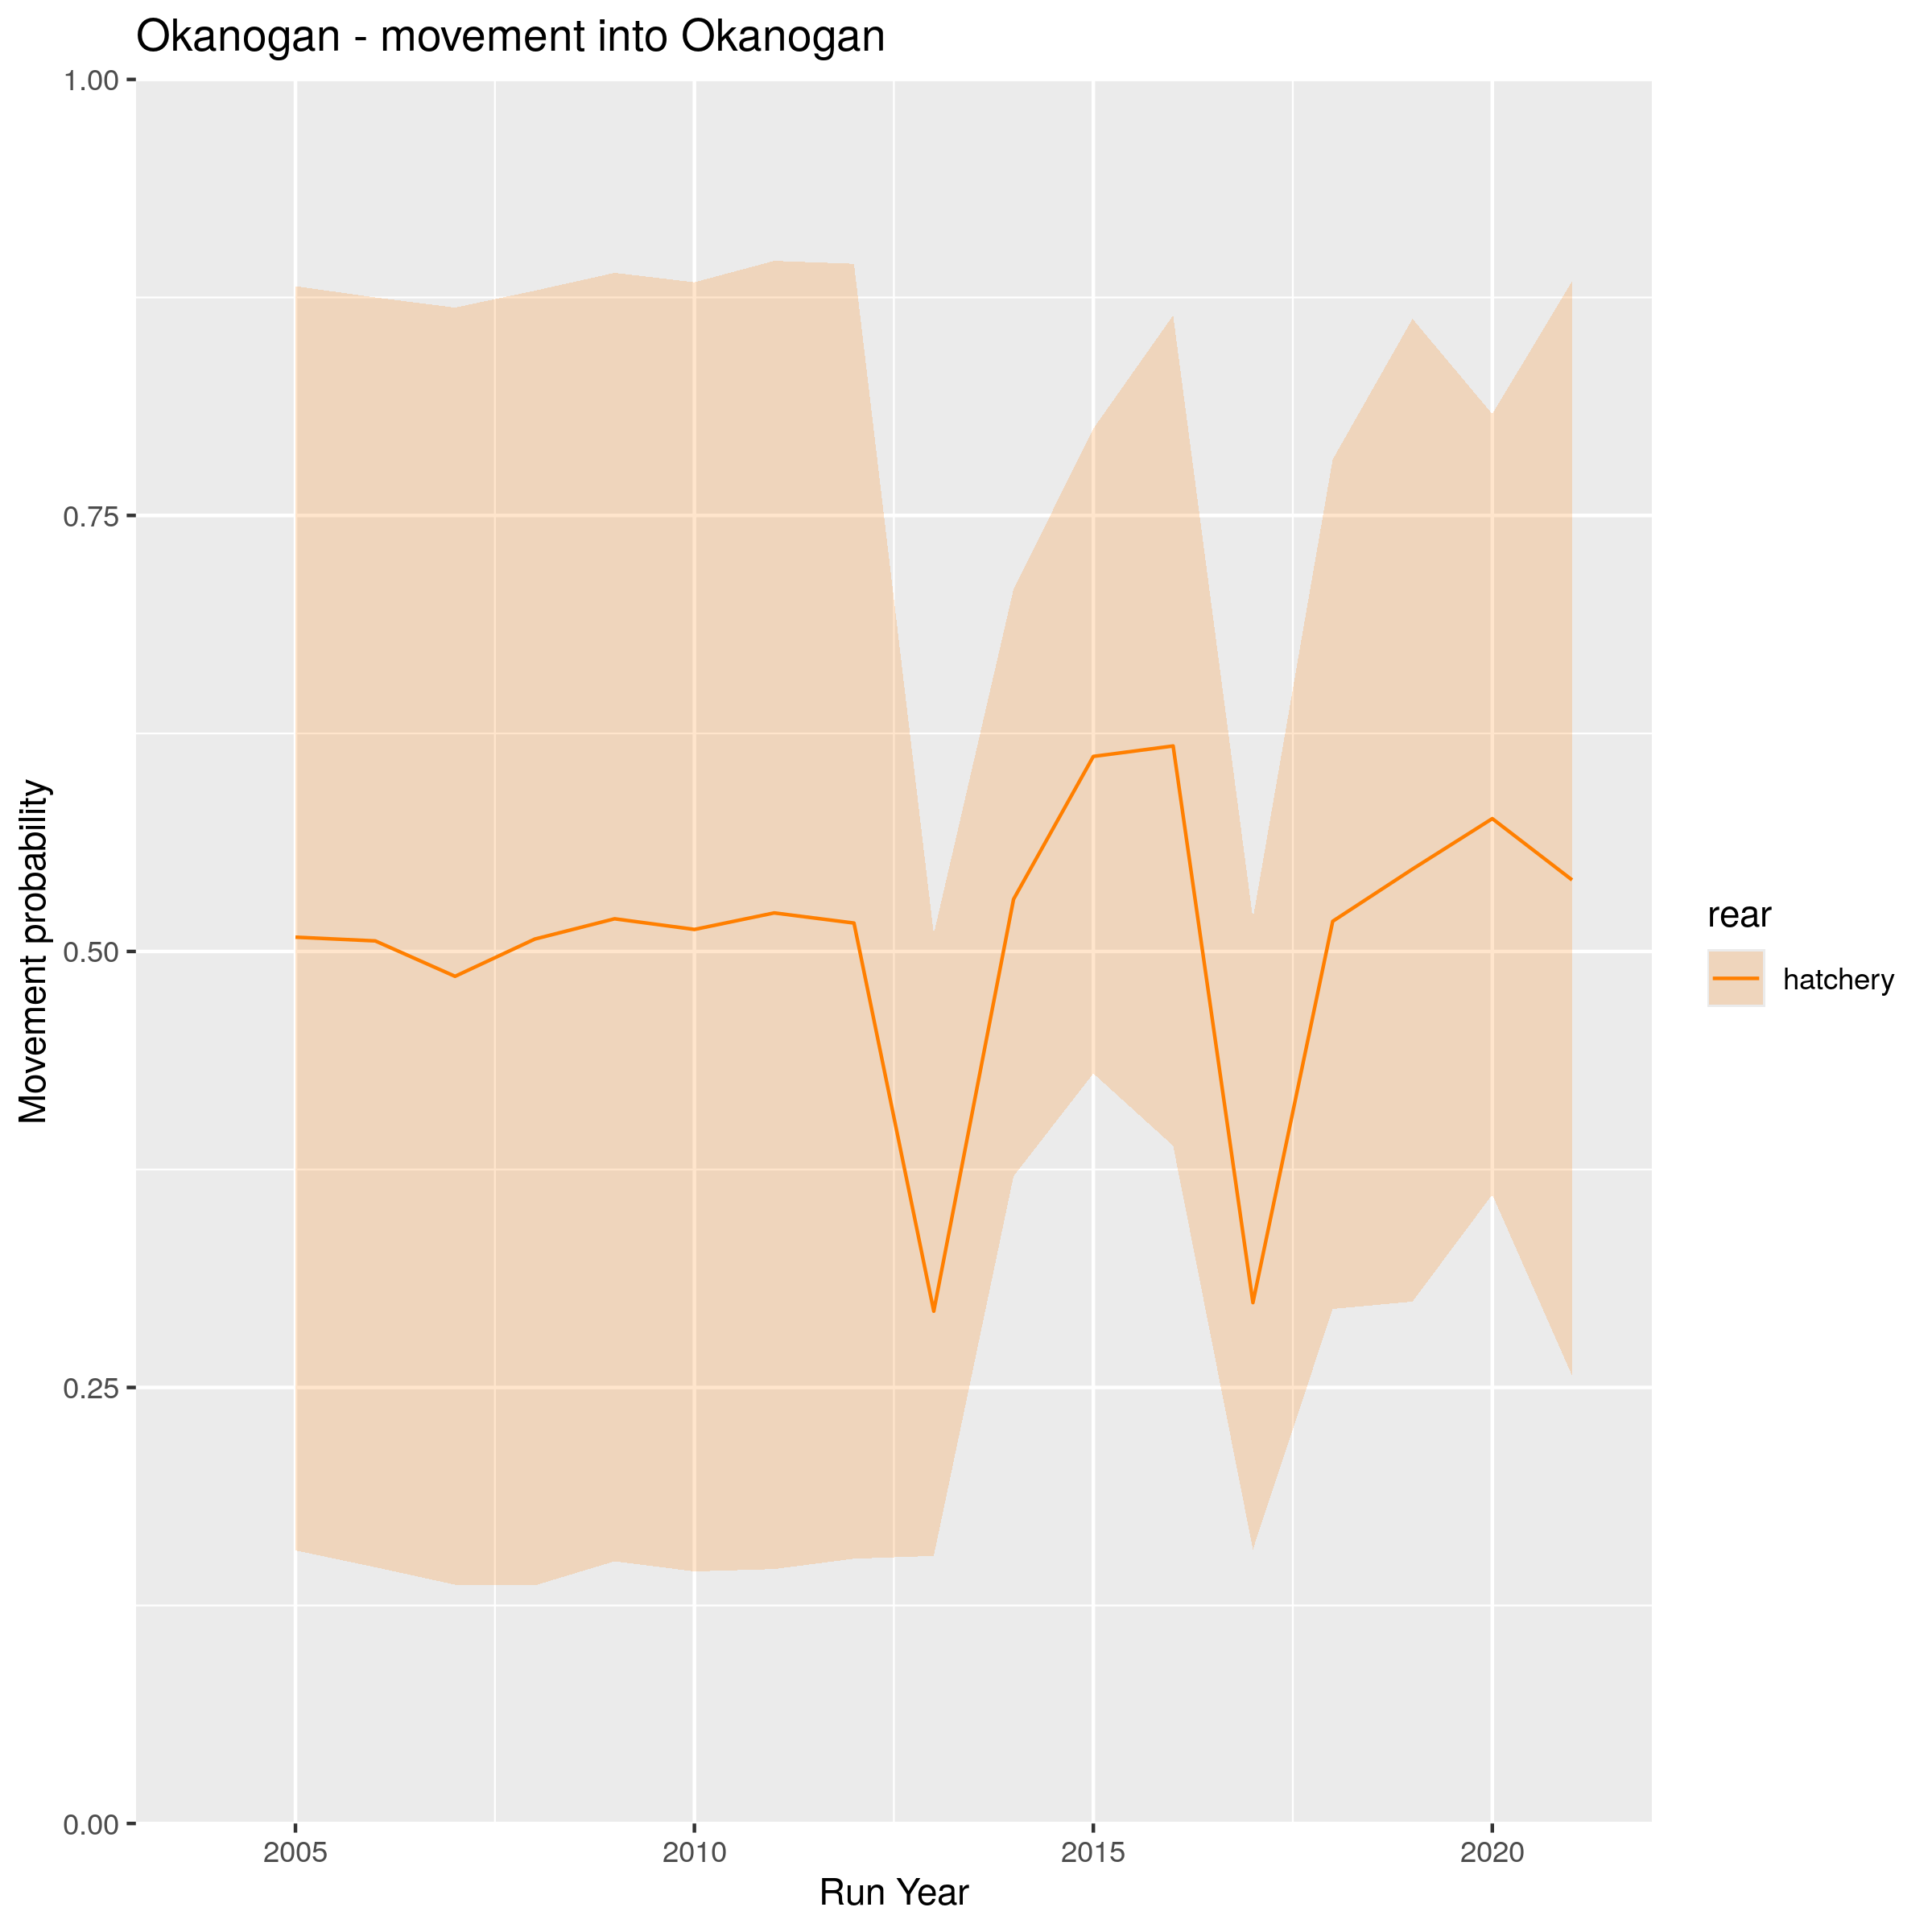 Okanogan - movement into Okanogan
1.00
0.75
0.50
0.25
0.00
Movement probability
2005
2010
2015
2020
Run Year
rear
hatchery